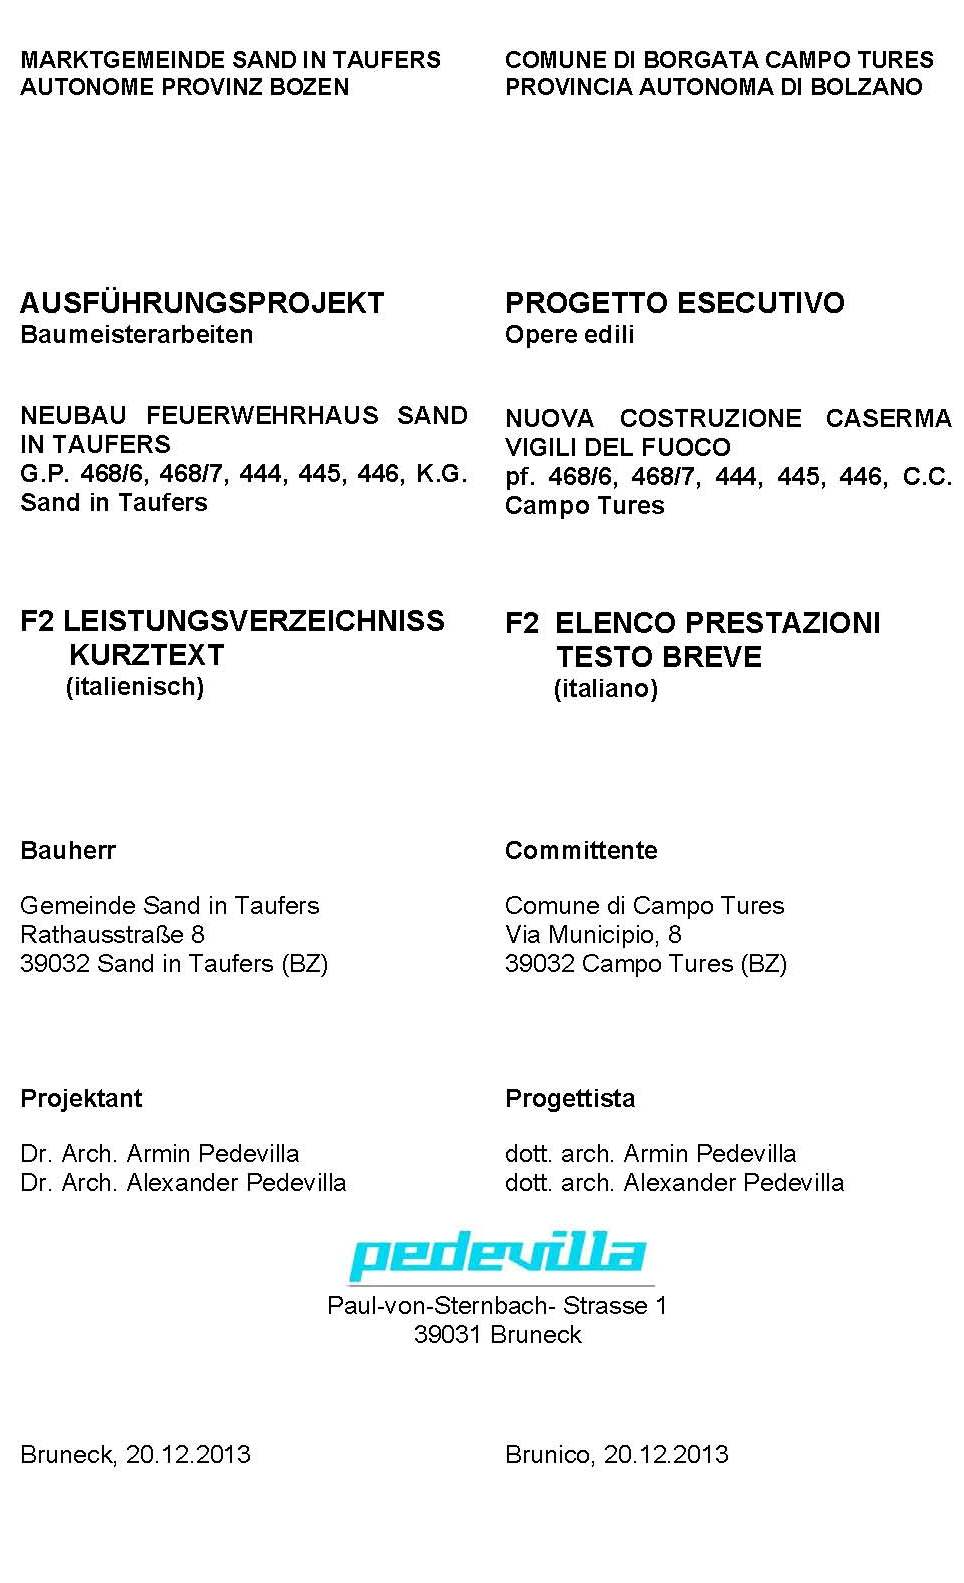 MARKTGEMEINDE SAND IN TAUFERS
AUTONOME PROVINZ BOZEN
COMUNE DI BORGATA CAMPO TURES
PROVINCIA AUTONOMA DI BOLZANO
AUSFÜHRUNGSPROJEKT
Baumeisterarbeiten
PROGETTO ESECUTIVO
Opere edili
NEUBAU FEUERWEHRHAUS SAND
IN TAUFERS
G.P. 468/6, 468/7, 444, 445, 446, K.G.
Sand in Taufers
NUOVA COSTRUZIONE CASERMA
VIGILI DEL FUOCO
pf. 468/6, 468/7, 444, 445, 446, C.C.
Campo Tures
F2 LEISTUNGSVERZEICHNISS
KURZTEXT
(italienisch)
F2 ELENCO PRESTAZIONI
TESTO BREVE
(italiano)
Bauherr
Gemeinde Sand in Taufers
Rathausstraße 8
39032 Sand in Taufers (BZ)
Committente
Comune di Campo Tures
Via Municipio, 8
39032 Campo Tures (BZ)
Projektant
Dr. Arch. Armin Pedevilla
Dr. Arch. Alexander Pedevilla
Progettista
dott. arch. Armin Pedevilla
dott. arch. Alexander Pedevilla
pedevilla
Paul-von-Sternbach- Strasse 1
39031 Bruneck
Bruneck, 20.12.2013
Brunico, 20.12.2013